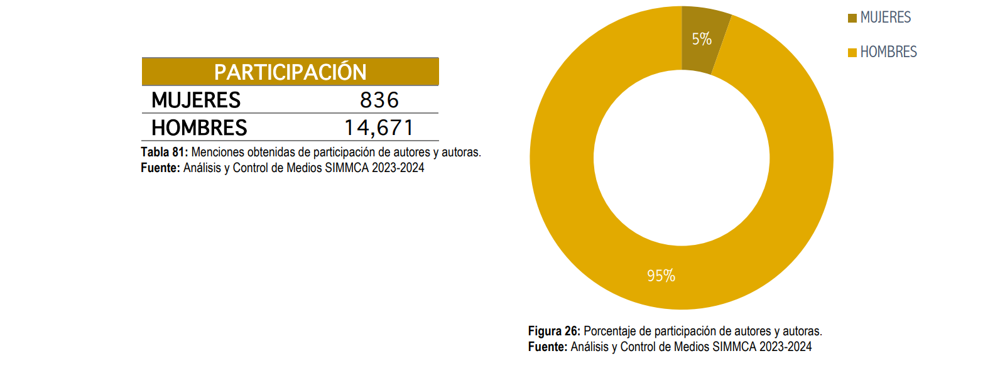 PARTICIPACIÓN
MUJERES 836
HOMBRES 14,671
Tabla 81: Menciones obtenidas de participación de autores y autoras.
Fuente: Análisis y Control de Medios SIMMCA 2023-2024
MUJERES
HOMBRES
5%
95%
Figura 26: Porcentaje de participación de autores y autoras.
Fuente: Análisis y Control de Medios SIMMCA 2023-2024